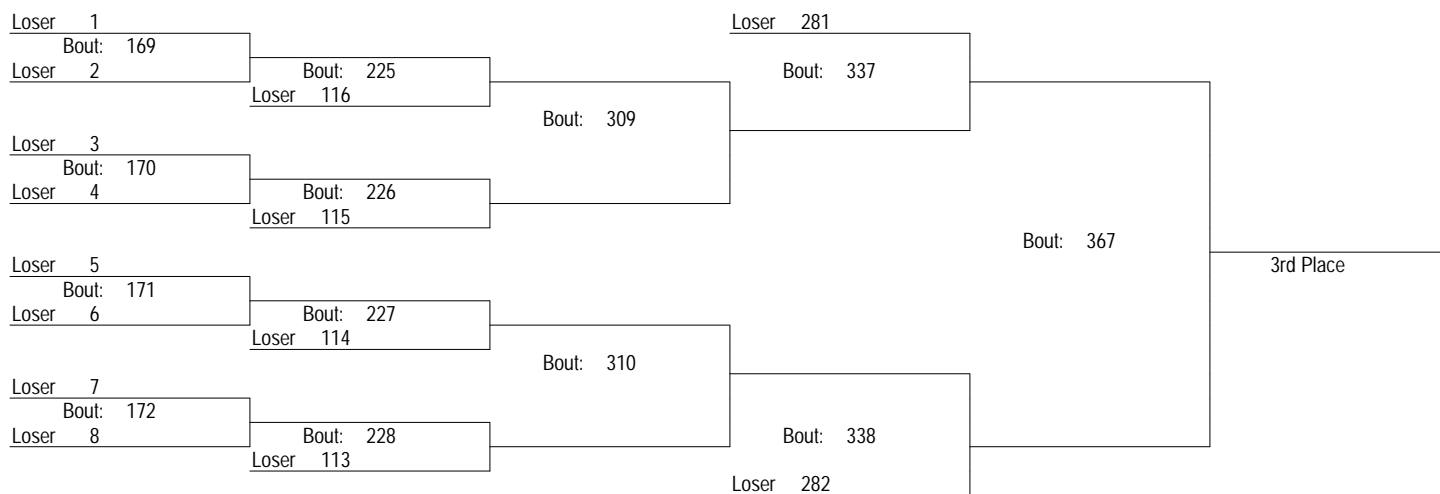 Loser 1
Loser 281
Bout: 169
Loser 2
Bout: 225
Bout: 337
Loser 116
Bout: 309
Loser 3
Bout: 170
Loser 4
Bout: 226
Loser 115
Bout: 367
Loser 5
3rd Place
Bout: 171
Loser 6
Bout: 227
Loser 114
Bout: 310
Loser 7
Bout: 172
Loser 8
Bout: 228
Bout: 338
Loser 113
Loser 282